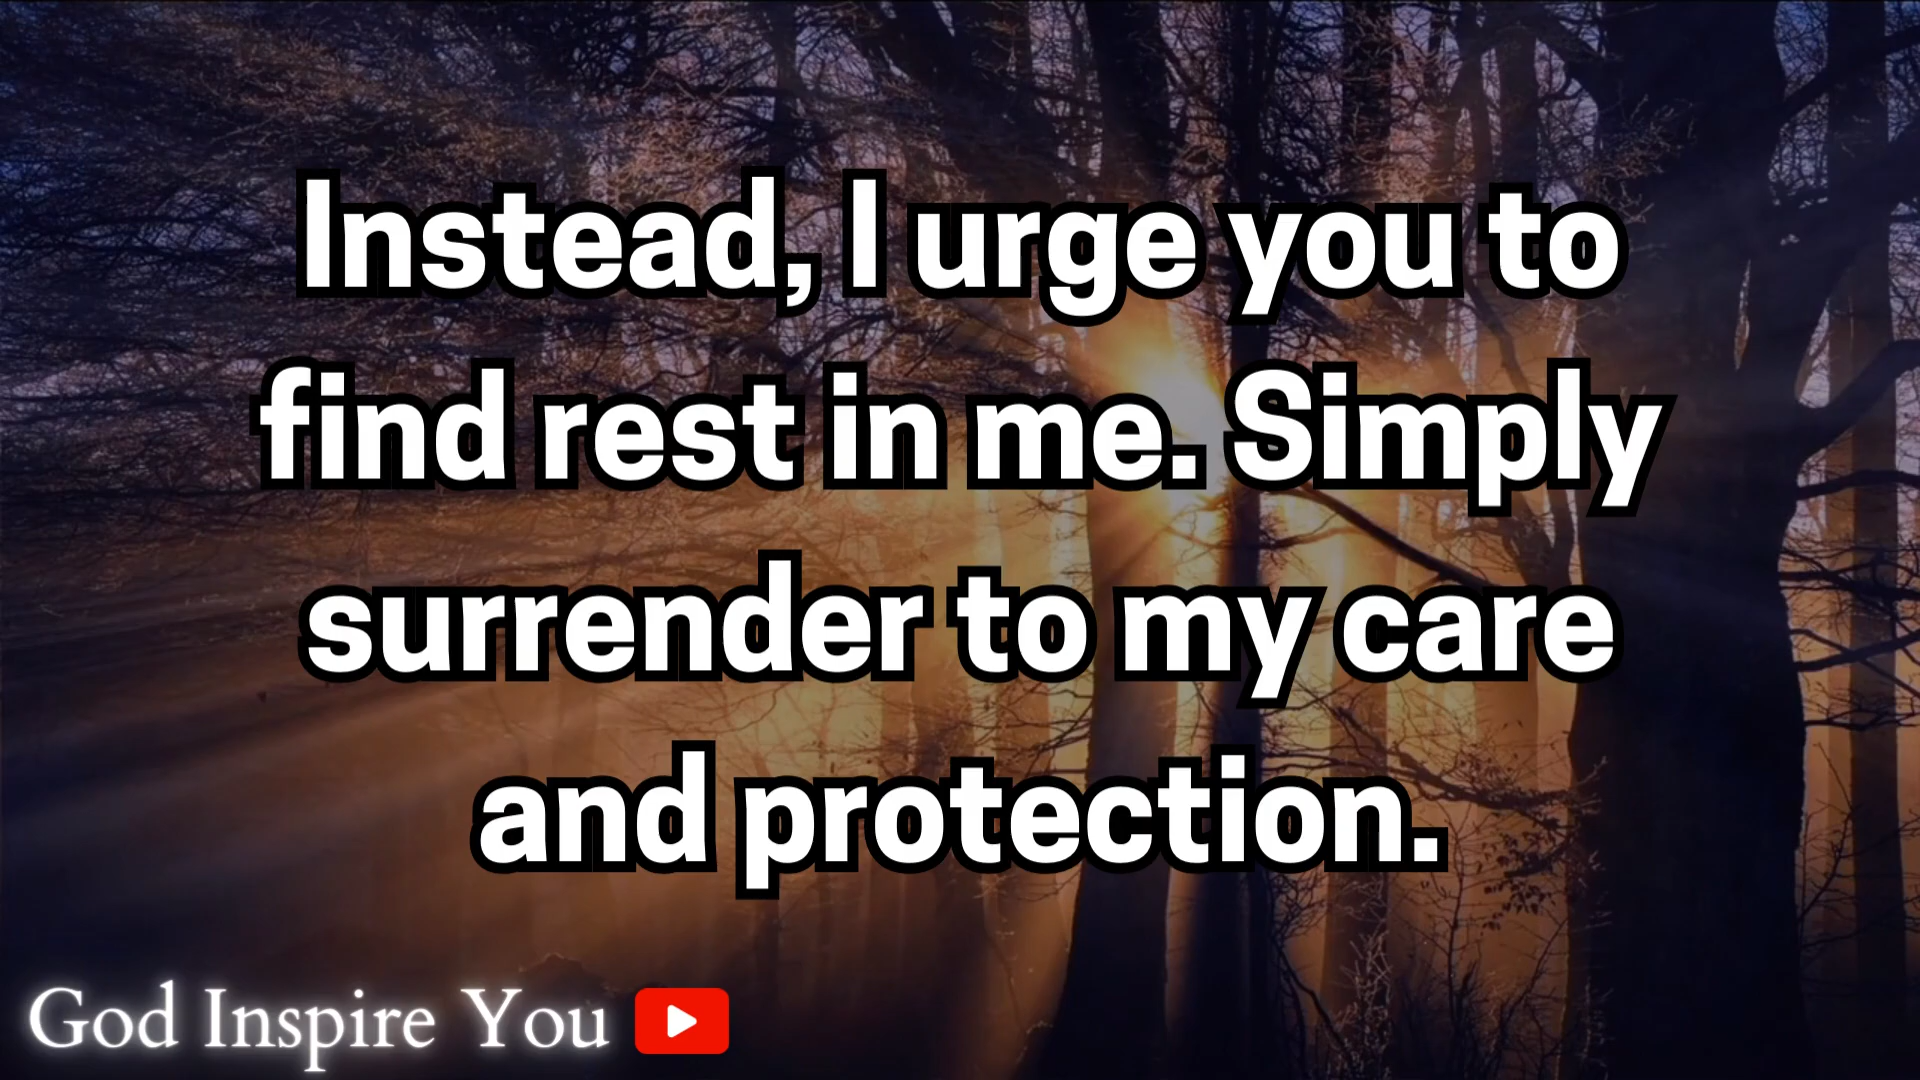 Instead, I urge you to
find rest in me. Simply
surrender to my care
and protection.
God Inspire You